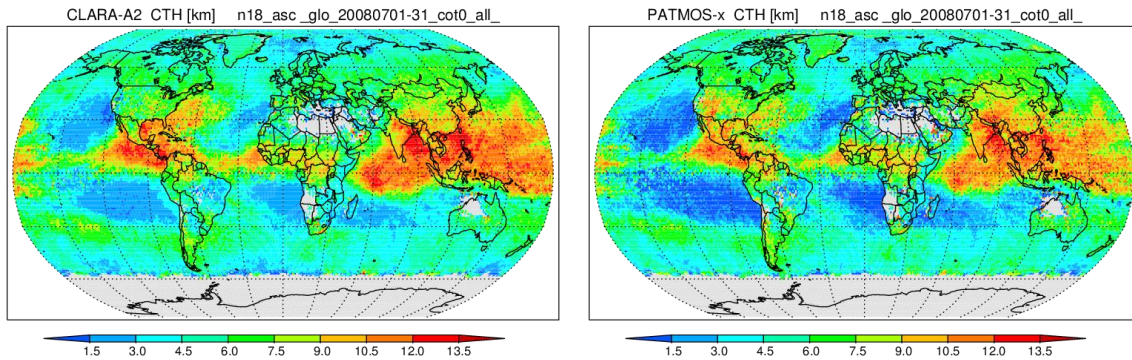 CLARA-A2 CTH [km] n18_asc _glo_20080701-31_cot0_all_
PATMOS-x CTH [km] n18_asc _glo_20080701-31_cot0_all_
1.5 3.0 4.5 6.0 7.5 9.0 10.5 12.0 13.5
1.5 3.0 4.5 6.0 7.5 9.0 10.5 12.0 13.5